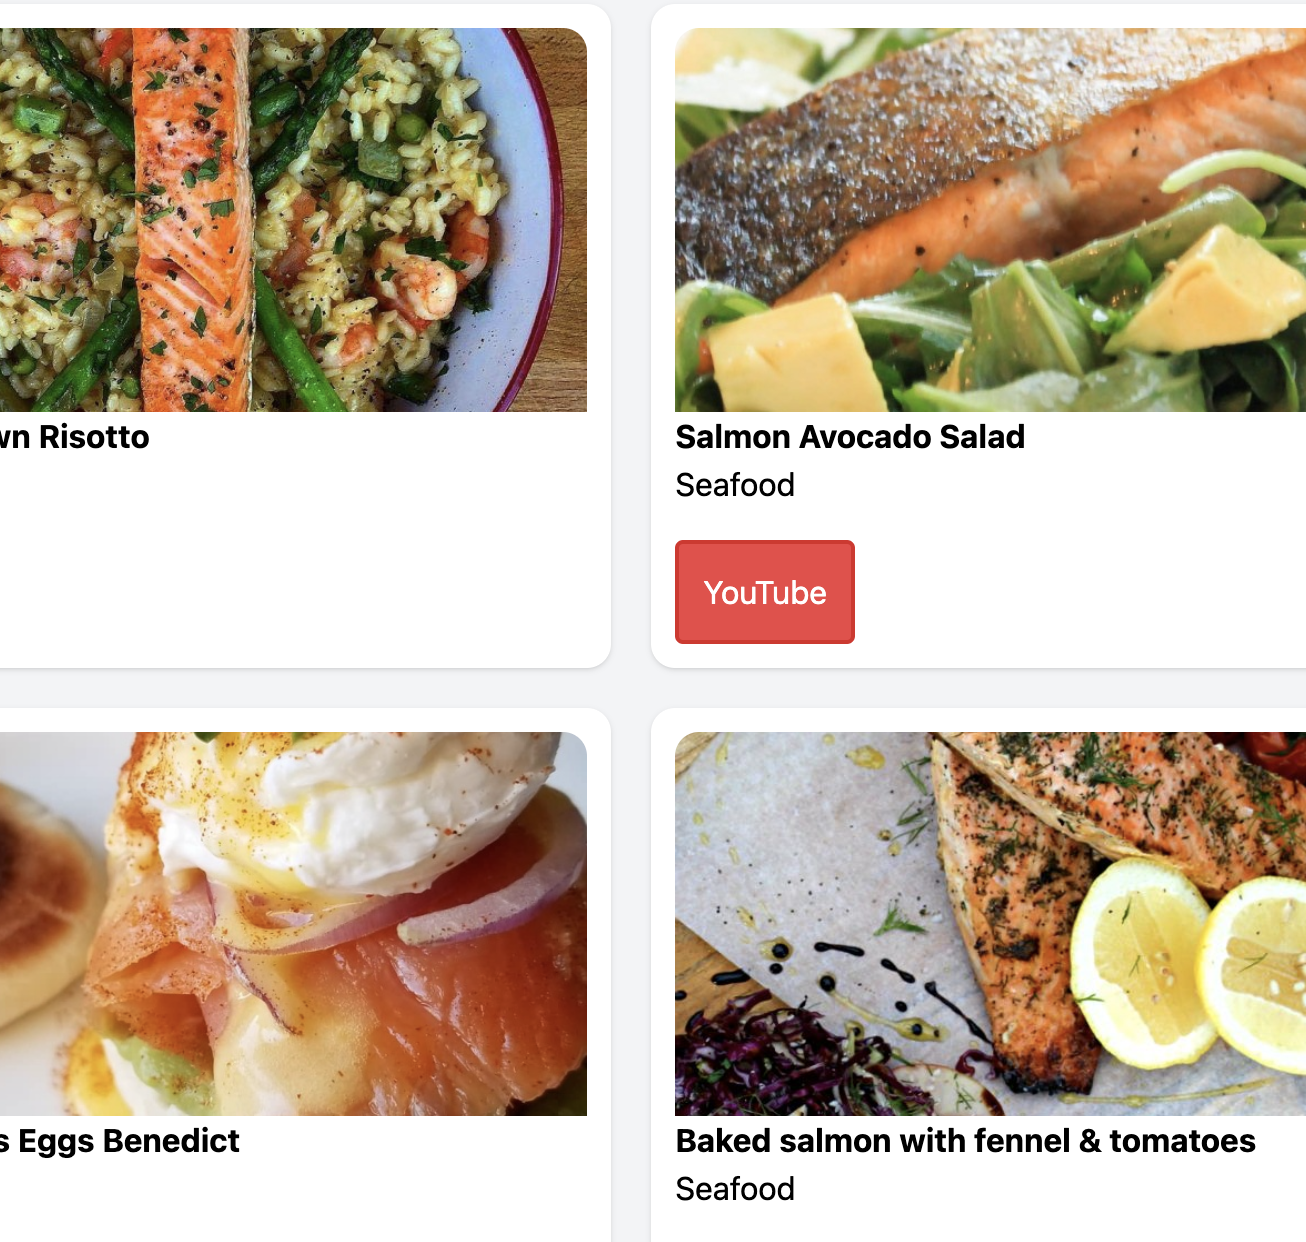 wn Risotto
Salmon Avocado Salad
Seafood
YouTube
s Eggs Benedict
Baked salmon with fennel & tomatoes
Seafood